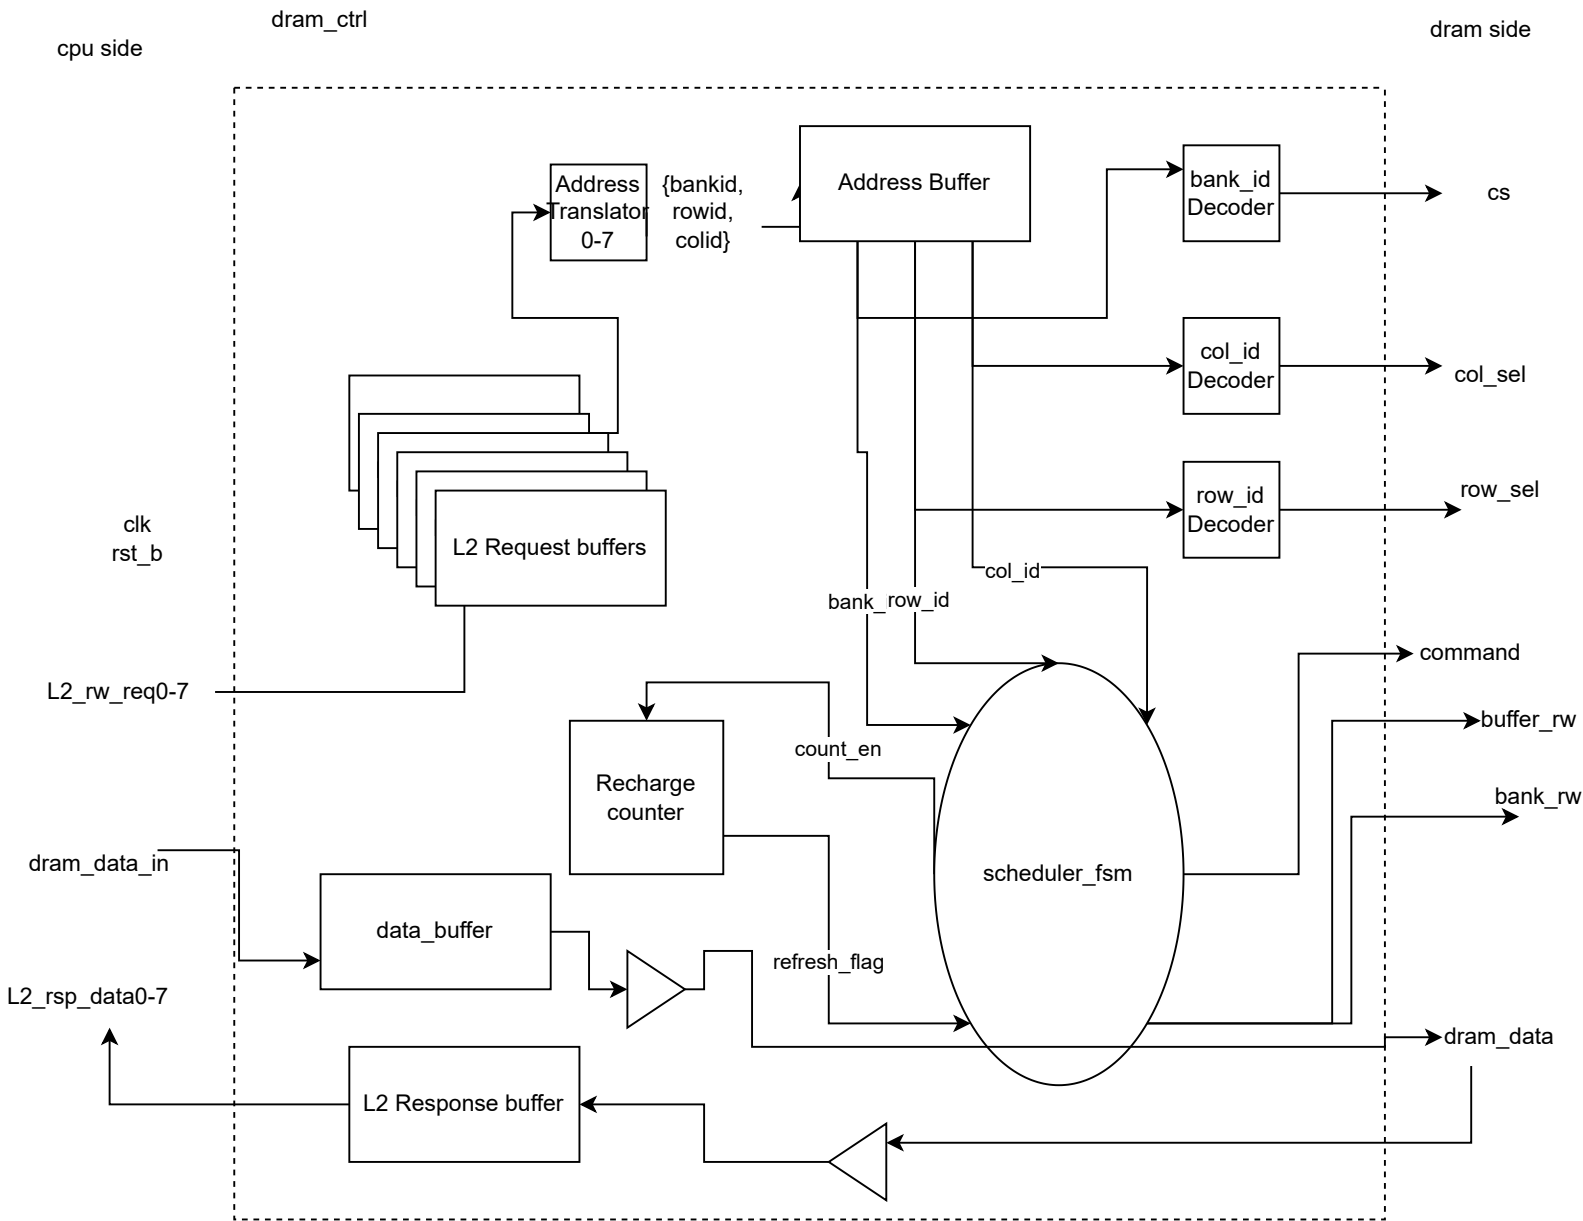 dram_ctrl
cpu side
dram side
Address
Translator
0-7
{bankid,
rowid,
colid}
Address Buffer
bank_id
Decoder
cs
col_id
Decoder
col_sel
row_id
Decoder
row_sel
clk
rst_b
L2 Request buffers
col_id
bank_
row_id
L2_rw_req0-7
command
buffer_rw
count_en
Recharge
counter
bank_rw
dram_data_in
scheduler_fsm
data_buffer
refresh_flag
L2_rsp_data0-7
dram_data
L2 Response buffer